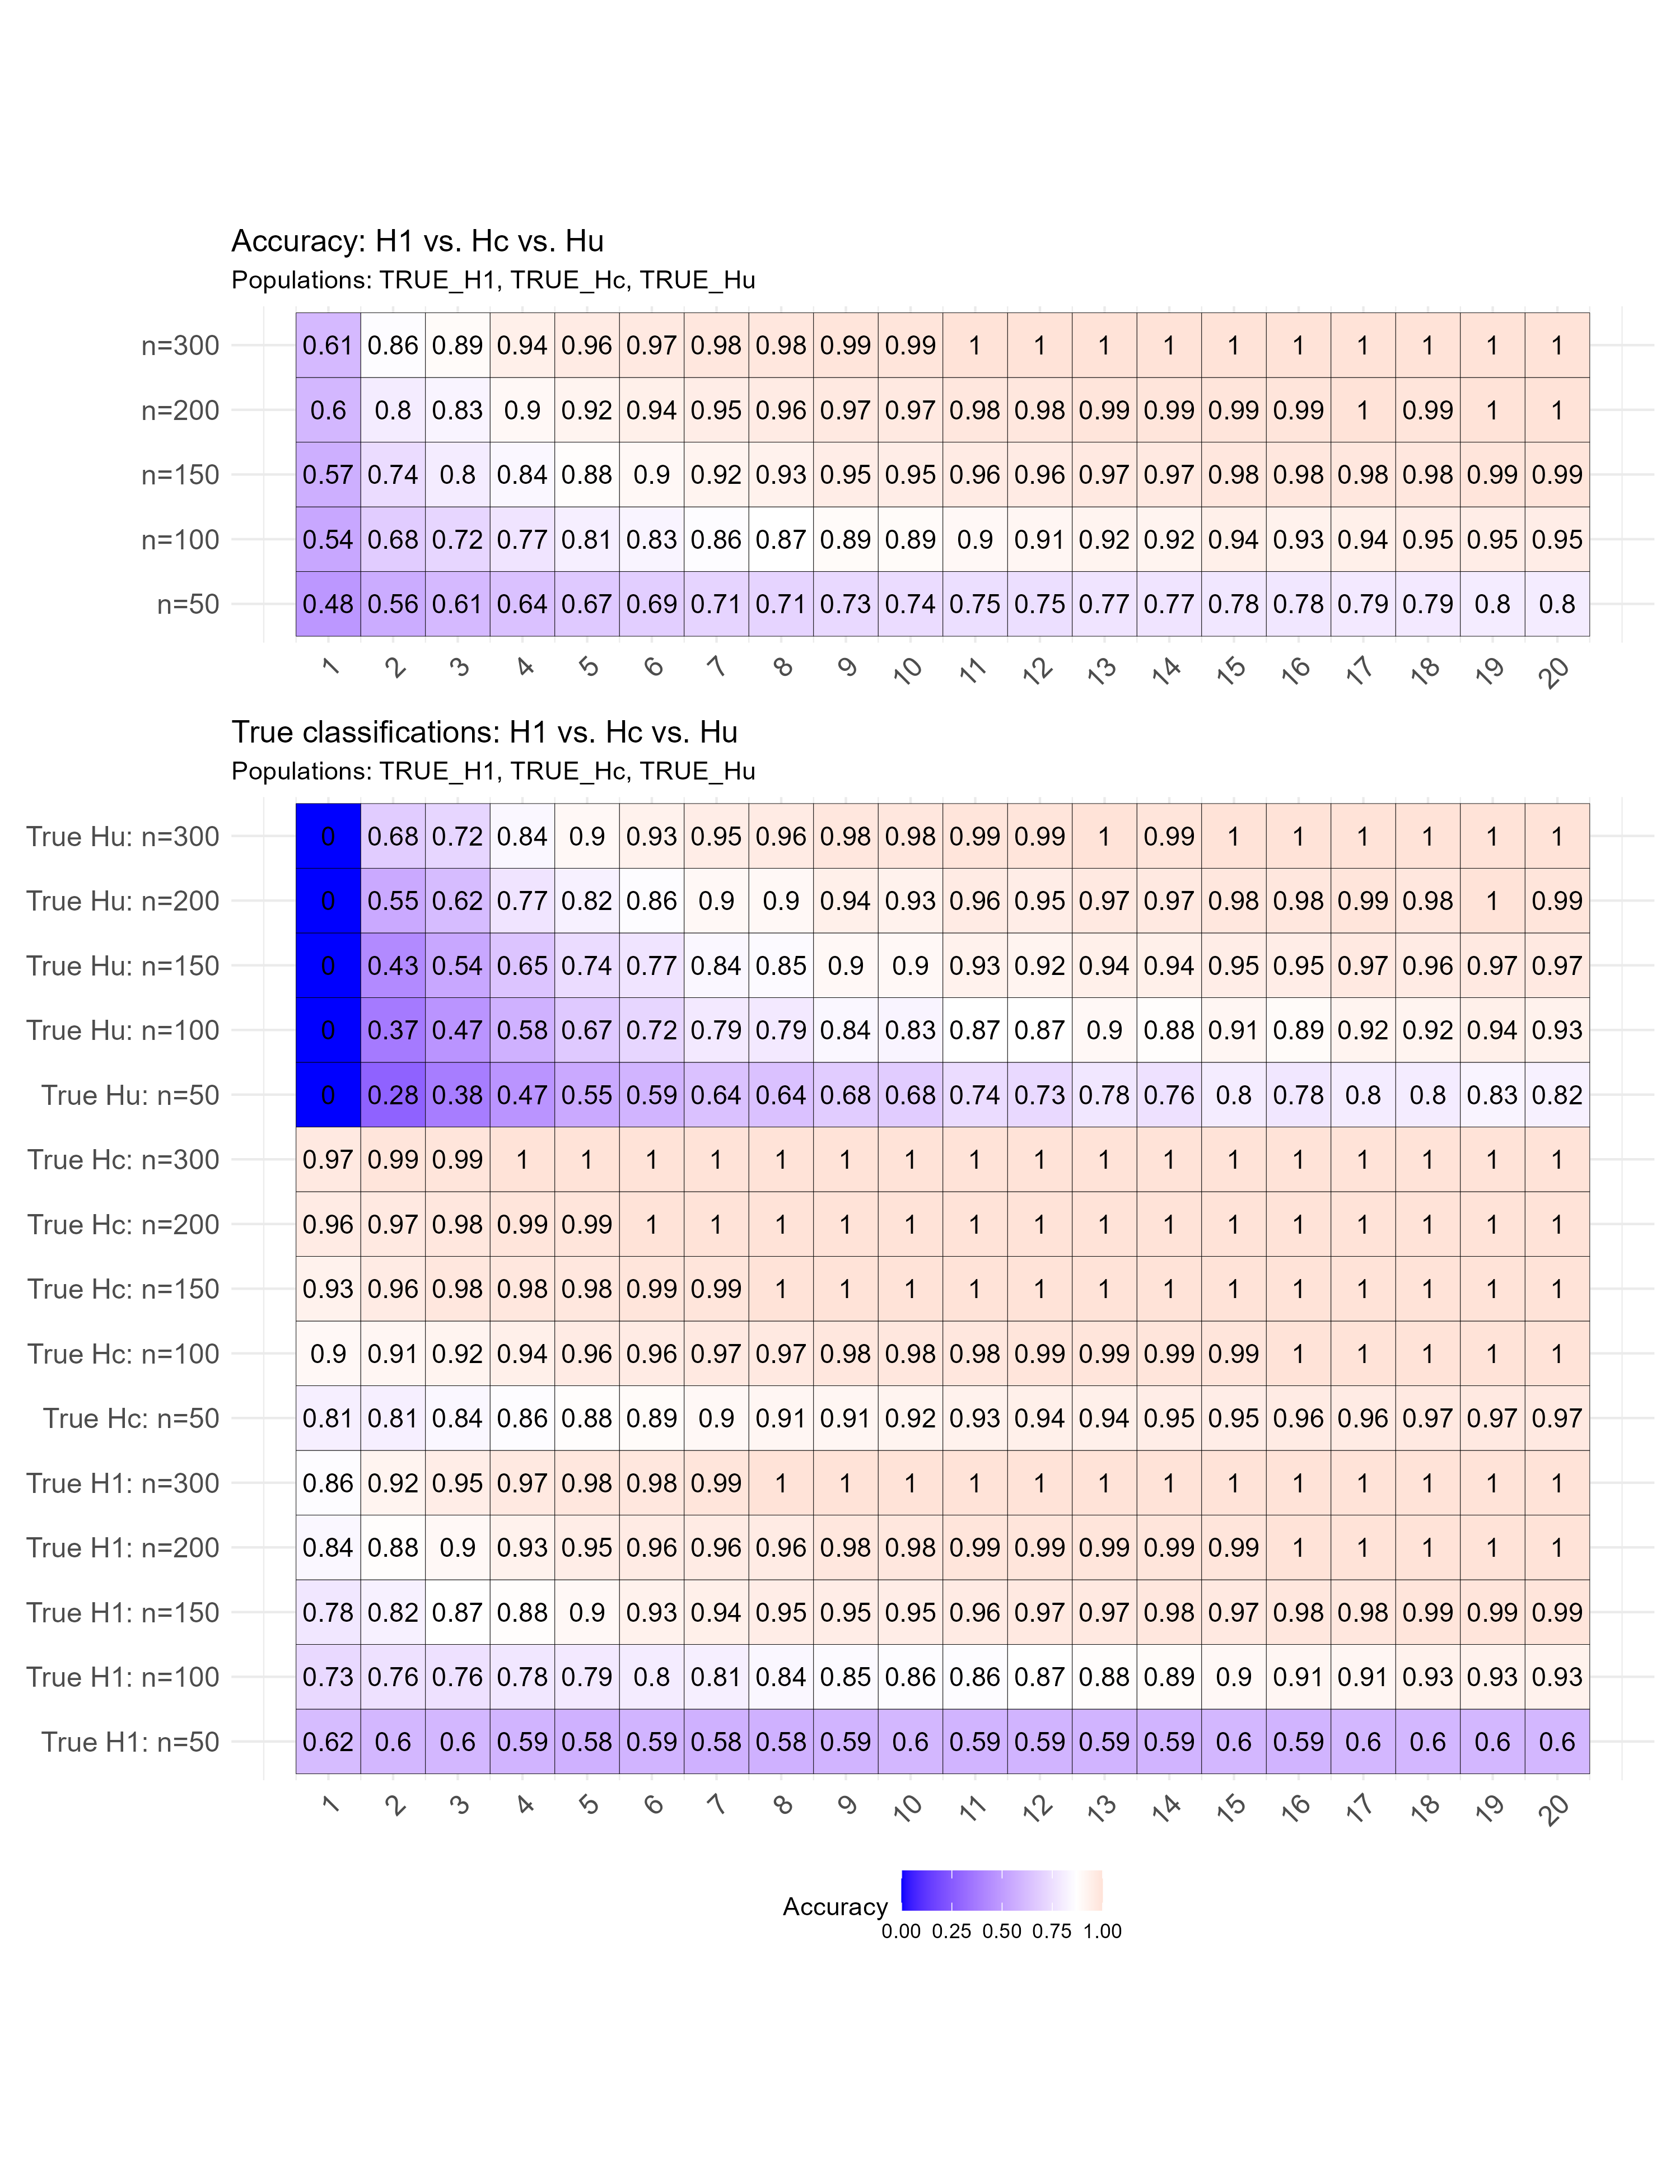 Accuracy: H1 vs. Hc vs. Hu
Populations: TRUE_H1, TRUE_Hc, TRUE_Hu
n=300 0.61 0.86 0.89 0.94 0.96 0.97 0.98 0.98 0.99 0.99 1 1 1 1 1 1 1 1 1 1
n=200 0.6 0.8 0.83 0.9 0.92 0.94 0.95 0.96 0.97 0.97 0.98 0.98 0.99 0.99 0.99 0.99 1 0.99 1 1
n=150 0.57 0.74 0.8 0.84 0.88 0.9 0.92 0.93 0.95 0.95 0.96 0.96 0.97 0.97 0.98 0.98 0.98 0.98 0.99 0.99
n=100 0.54 0.68 0.72 0.77 0.81 0.83 0.86 0.87 0.89 0.89 0.9 0.91 0.92 0.92 0.94 0.93 0.94 0.95 0.95 0.95
n=50 0.48 0.56 0.61 0.64 0.67 0.69 0.71 0.71 0.73 0.74 0.75 0.75 0.77 0.77 0.78 0.78 0.79 0.79 0.8 0.8
1 2 3 4 5 6 7 8 9 10 11 12 13 14 15 16 17 18 19 20
True classifications: H1 vs. Hc vs. Hu
Populations: TRUE_H1, TRUE_Hc, TRUE_Hu
True Hu: n=300 0 0.68 0.72 0.84 0.9 0.93 0.95 0.96 0.98 0.98 0.99 0.99 1 0.99 1 1 1 1 1 1
True Hu: n=200 0 0.55 0.62 0.77 0.82 0.86 0.9 0.9 0.94 0.93 0.96 0.95 0.97 0.97 0.98 0.98 0.99 0.98 1 0.99
True Hu: n=150 0 0.43 0.54 0.65 0.74 0.77 0.84 0.85 0.9 0.9 0.93 0.92 0.94 0.94 0.95 0.95 0.97 0.96 0.97 0.97
True Hu: n=100 0 0.37 0.47 0.58 0.67 0.72 0.79 0.79 0.84 0.83 0.87 0.87 0.9 0.88 0.91 0.89 0.92 0.92 0.94 0.93
True Hu: n=50 0 0.28 0.38 0.47 0.55 0.59 0.64 0.64 0.68 0.68 0.74 0.73 0.78 0.76 0.8 0.78 0.8 0.8 0.83 0.82
True Hc: n=300 0.97 0.99 0.99 1 1 1 1 1 1 1 1 1 1 1 1 1 1 1 1 1
True Hc: n=200 0.96 0.97 0.98 0.99 0.99 1 1 1 1 1 1 1 1 1 1 1 1 1 1 1
True Hc: n=150 0.93 0.96 0.98 0.98 0.98 0.99 0.99 1 1 1 1 1 1 1 1 1 1 1 1 1
True Hc: n=100 0.9 0.91 0.92 0.94 0.96 0.96 0.97 0.97 0.98 0.98 0.98 0.99 0.99 0.99 0.99 1 1 1 1 1
True Hc: n=50 0.81 0.81 0.84 0.86 0.88 0.89 0.9 0.91 0.91 0.92 0.93 0.94 0.94 0.95 0.95 0.96 0.96 0.97 0.97 0.97
True H1: n=300 0.86 0.92 0.95 0.97 0.98 0.98 0.99 1 1 1 1 1 1 1 1 1 1 1 1 1
True H1: n=200 0.84 0.88 0.9 0.93 0.95 0.96 0.96 0.96 0.98 0.98 0.99 0.99 0.99 0.99 0.99 1 1 1 1 1
True H1: n=150 0.78 0.82 0.87 0.88 0.9 0.93 0.94 0.95 0.95 0.95 0.96 0.97 0.97 0.98 0.97 0.98 0.98 0.99 0.99 0.99
True H1: n=100 0.73 0.76 0.76 0.78 0.79 0.8 0.81 0.84 0.85 0.86 0.86 0.87 0.88 0.89 0.9 0.91 0.91 0.93 0.93 0.93
True H1: n=50 0.62 0.6 0.6 0.59 0.58 0.59 0.58 0.58 0.59 0.6 0.59 0.59 0.59 0.59 0.6 0.59 0.6 0.6 0.6 0.6
1 2 3 4 5 6 7 8 9 10 11 12 13 14 15 16 17 18 19 20
Accuracy
0.00 0.25 0.50 0.75 1.00